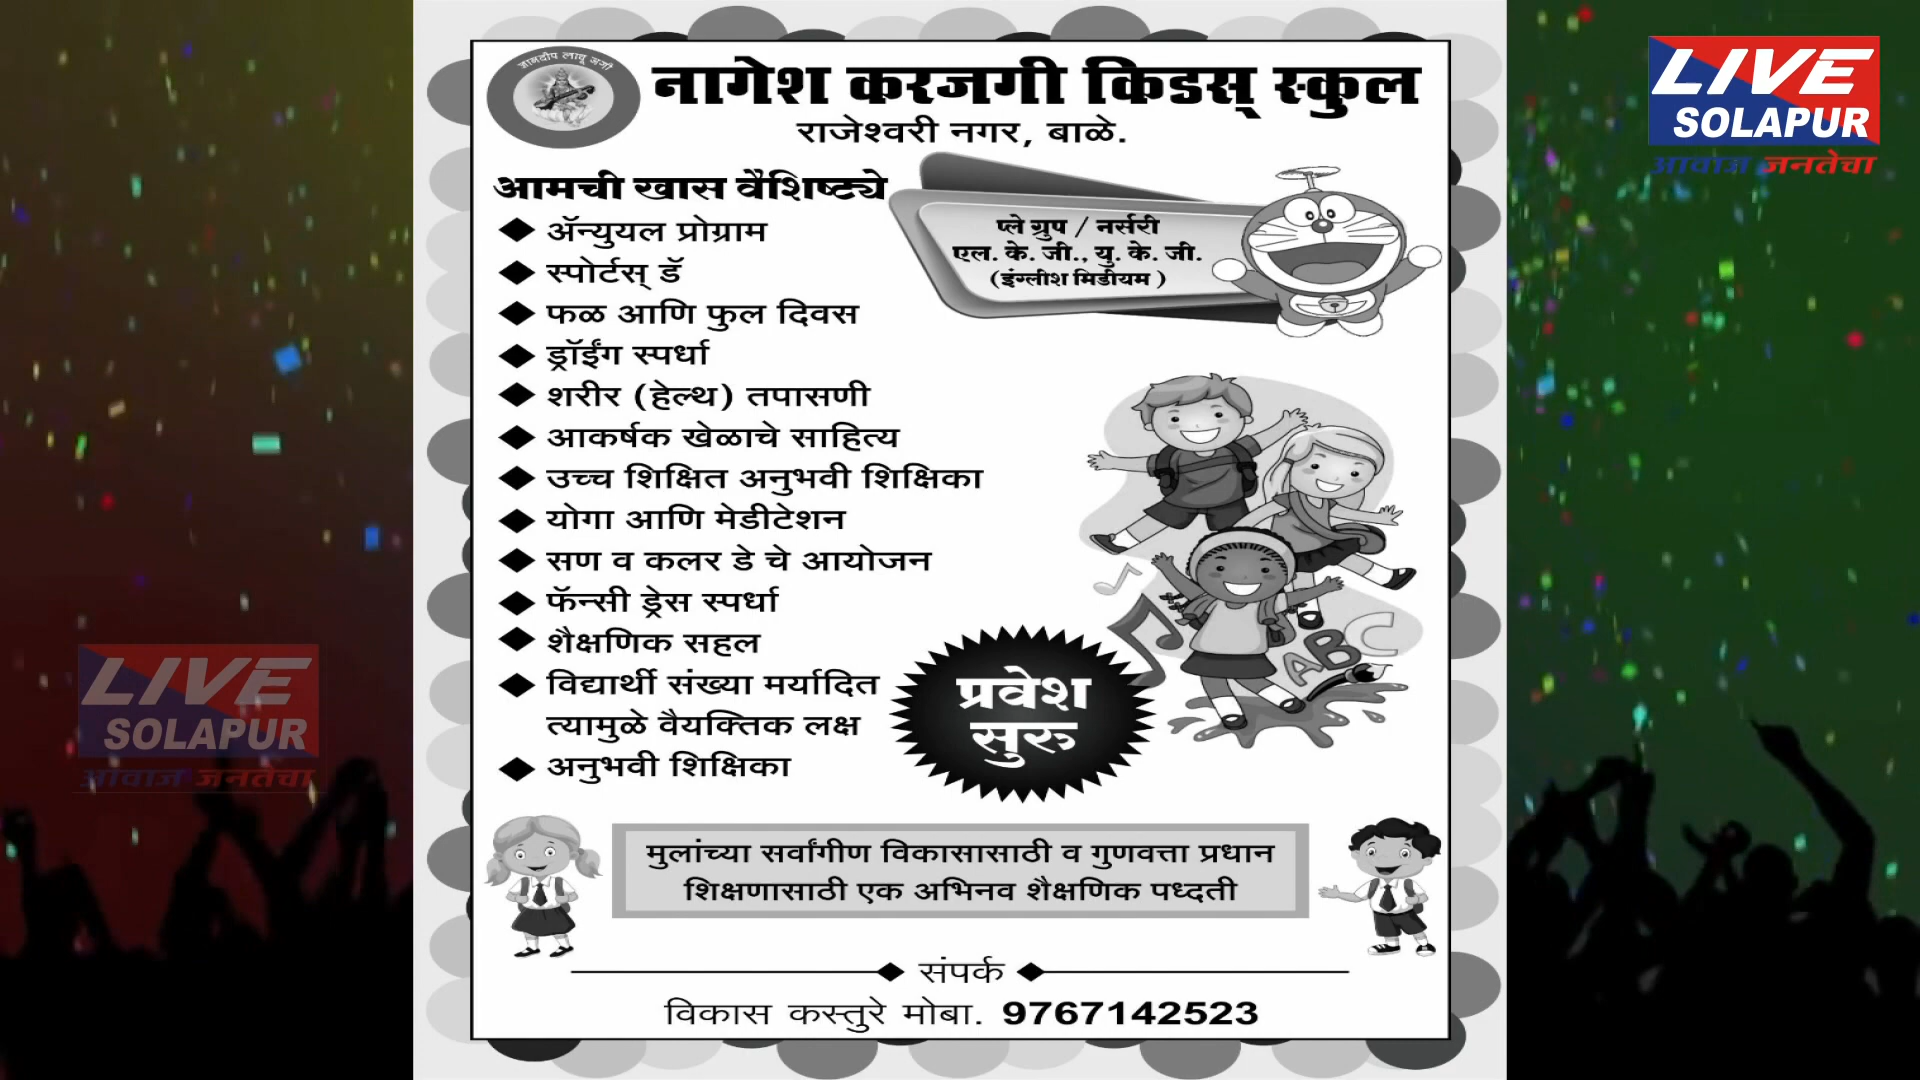 ज्ञानदीप लावू जगी
नागेश करजगी किडस् स्कुल
राजेश्वरी नगर, बाळे.
आमची खास वैशिष्ट्ये
ॲन्युयल प्रोग्राम
स्पोर्टस् डॅ
फळ आणि फुल दिवस
ड्रॉईंग स्पर्धा
शरीर (हेल्थ) तपासणी
आकर्षक खेळाचे साहित्य
उच्च शिक्षित अनुभवी शिक्षिका
योगा आणि मेडीटेशन
सण व कलर डे चे आयोजन
फॅन्सी ड्रेस स्पर्धा
शैक्षणिक सहल
विद्यार्थी संख्या मर्यादित
त्यामुळे वैयक्तिक लक्ष
अनुभवी शिक्षिका
प्ले ग्रुप / नर्सरी
एल. के. जी., यु. के. जी.
(इंग्लीश मिडीयम)
ABC
प्रवेश
सुरु
मुलांच्या सर्वांगीण विकासासाठी व गुणवत्ता प्रधान
शिक्षणासाठी एक अभिनव शैक्षणिक पध्दती
संपर्क
विकास कस्तुरे मोबा. 9767142523
LIVE
SOLAPUR
आवाज जनतेचा
LIVE
SOLAPUR
आवाज जनतेचा